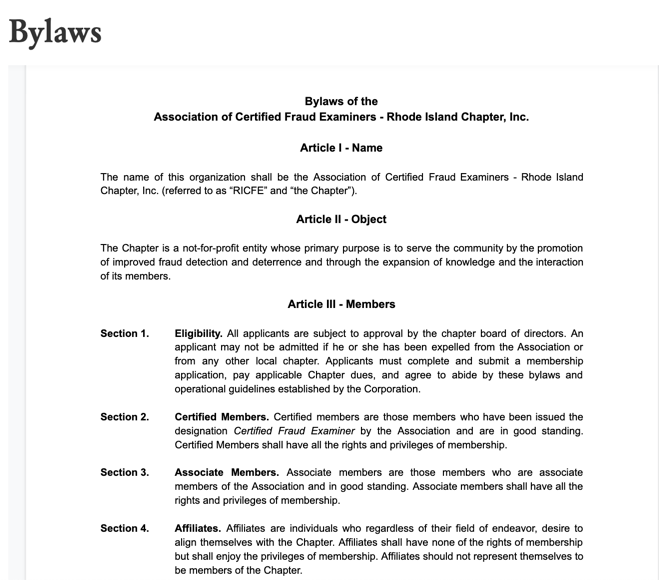 Bylaws
Bylaws of the
Association of Certified Fraud Examiners - Rhode Island Chapter, Inc.
Article I - Name
The name of this organization shall be the Association of Certified Fraud Examiners - Rhode Island
Chapter, Inc. (referred to as “RICFE” and “the Chapter”).
Article II - Object
The Chapter is a not-for-profit entity whose primary purpose is to serve the community by the promotion
of improved fraud detection and deterrence and through the expansion of knowledge and the interaction
of its members.
Article III - Members
Section 1. Eligibility. All applicants are subject to approval by the chapter board of directors. An
applicant may not be admitted if he or she has been expelled from the Association or
from any other local chapter. Applicants must complete and submit a membership
application, pay applicable Chapter dues, and agree to abide by these bylaws and
operational guidelines established by the Corporation.
Section 2. Certified Members. Certified members are those members who have been issued the
designation Certified Fraud Examiner by the Association and are in good standing.
Certified Members shall have all the rights and privileges of membership.
Section 3. Associate Members. Associate members are those members who are associate
members of the Association and in good standing. Associate members shall have all the
rights and privileges of membership.
Section 4. Affiliates. Affiliates are individuals who regardless of their field of endeavor, desire to
align themselves with the Chapter. Affiliates shall have none of the rights of membership
but shall enjoy the privileges of membership. Affiliates should not represent themselves to
be members of the Chapter.